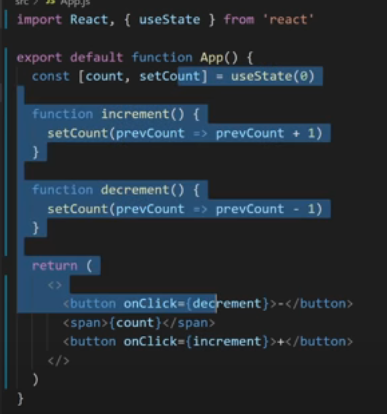 src / JS App.js
import React, { useState } from 'react'
export default function App() {
const [count, setCount] = useState(0)
function increment() {
setCount(prevCount => prevCount + 1)
}
function decrement() {
setCount(prevCount => prevCount - 1)
}
return (
<>
<button onClick={decrement}>-</button>
<span>{count}</span>
<button onClick={increment}>+</button>
</>
)
}